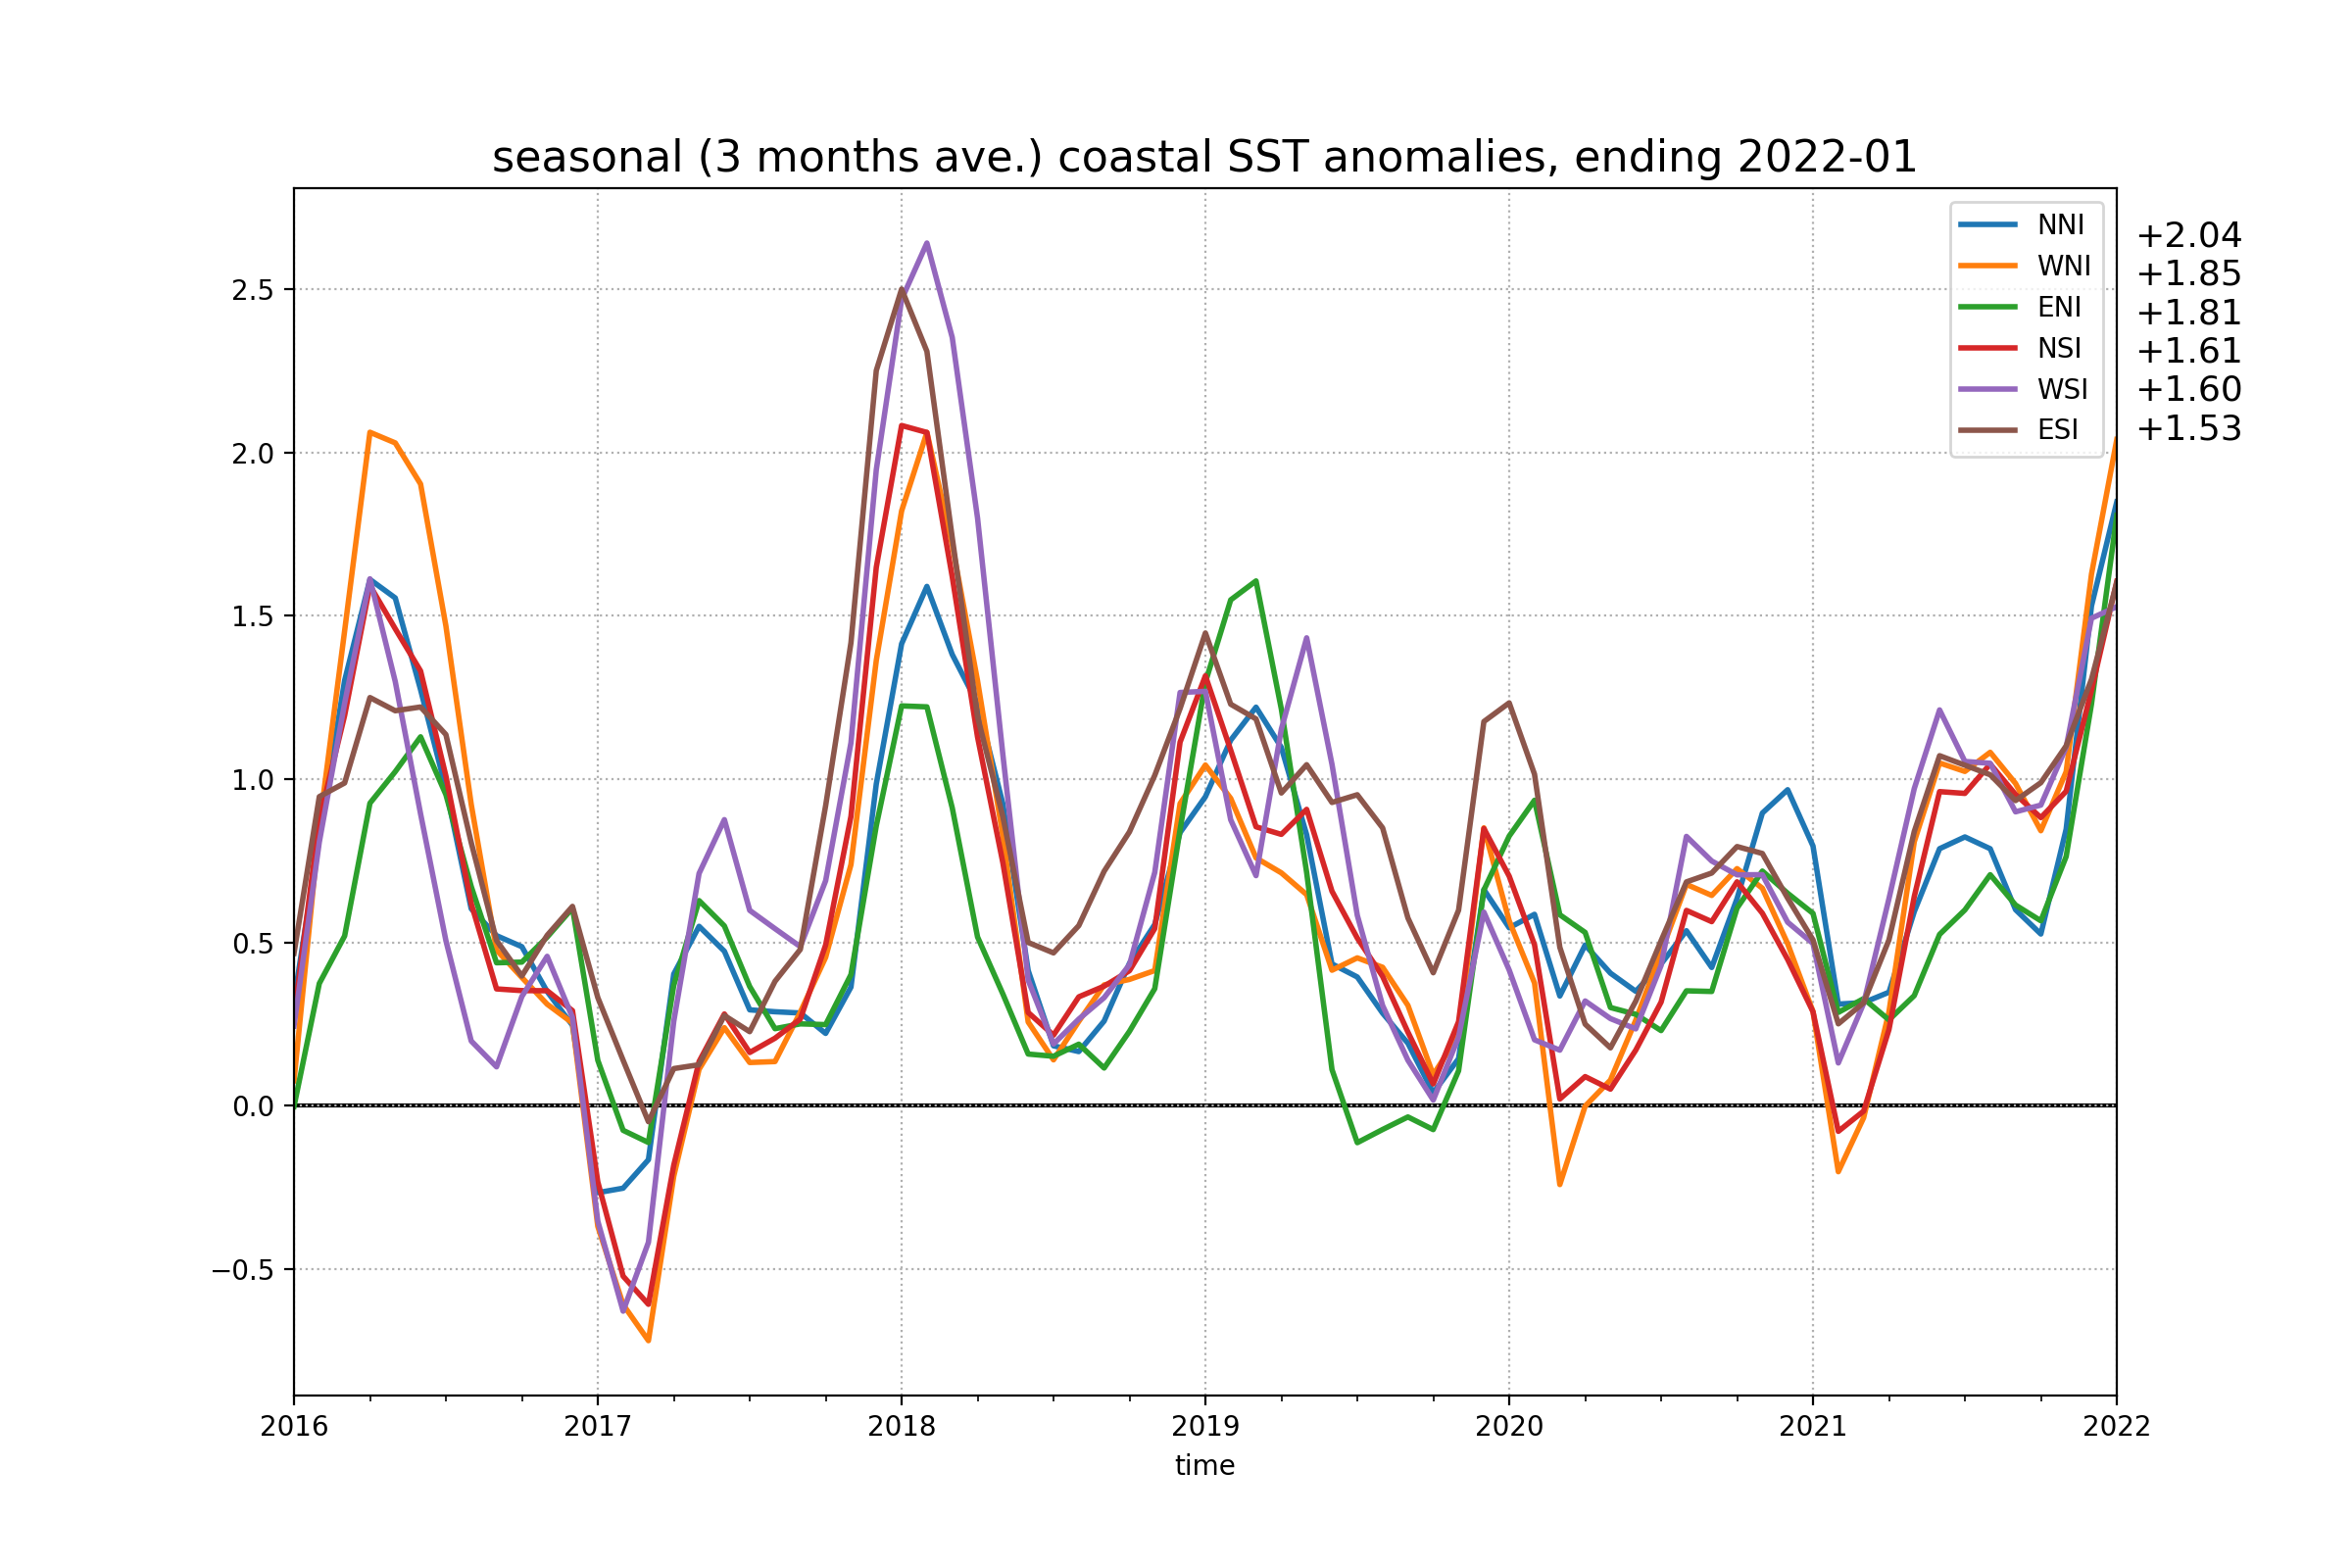 seasonal (3 months ave.) coastal SST anomalies, ending 2022-01
NNI
WNI
ENI
NSI
WSI
ESI
+2.04
+1.85
+1.81
+1.61
+1.60
+1.53
2.5
2.0
1.5
1.0
0.5
0.0
−0.5
2016 2017 2018 2019 2020 2021 2022
time